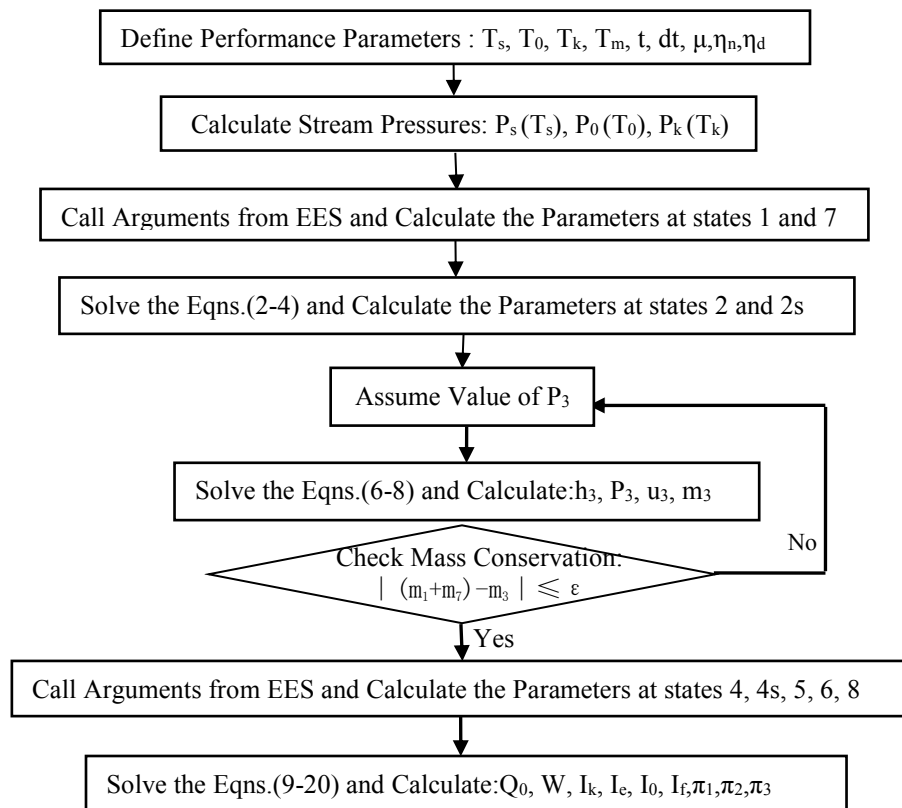 Define Performance Parameters : Tₛ, T₀, Tₖ, Tₘ, t, dt, μ,ηₙ,η_d
Calculate Stream Pressures: Pₛ(Tₛ), P₀(T₀), Pₖ(Tₖ)
Call Arguments from EES and Calculate the Parameters at states 1 and 7
Solve the Eqns.(2-4) and Calculate the Parameters at states 2 and 2s
Assume Value of P₃
Solve the Eqns.(6-8) and Calculate:h₃, P₃, u₃, m₃
Check Mass Conservation:
| (m₁+m₇)−m₃ | ≤ ε
No
Yes
Call Arguments from EES and Calculate the Parameters at states 4, 4s, 5, 6, 8
Solve the Eqns.(9-20) and Calculate:Q₀, W, Iₖ, Iₑ, I₀, I_f,π₁,π₂,π₃